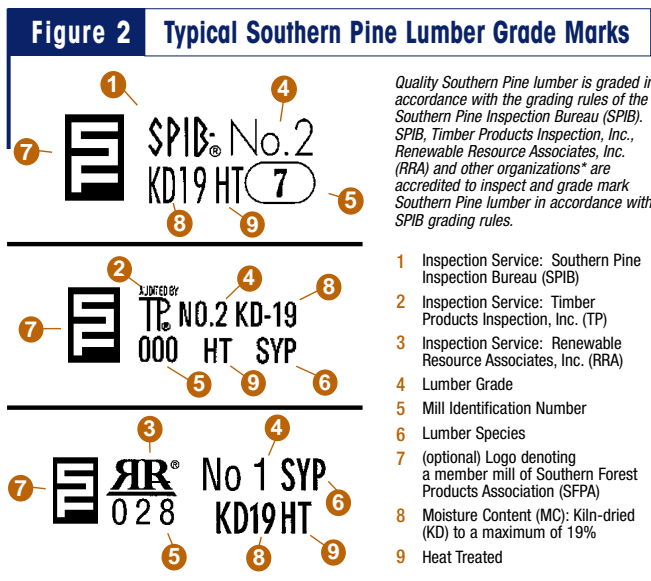 Figure 2 Typical Southern Pine Lumber Grade Marks
1
4
SPIB:® No.2
7
KD19 HT 7
5
8
9
2
4
8
AUDITED BY
TP® NO.2 KD-19
7
000 HT SYP
5
9
6
3
4
RR® No 1 SYP
7
6
028 KD19 HT
5
8
9
Quality Southern Pine lumber is graded in
accordance with the grading rules of the
Southern Pine Inspection Bureau (SPIB).
SPIB, Timber Products Inspection, Inc.,
Renewable Resource Associates, Inc.
(RRA) and other organizations* are
accredited to inspect and grade mark
Southern Pine lumber in accordance with
SPIB grading rules.
1 Inspection Service: Southern Pine
Inspection Bureau (SPIB)
2 Inspection Service: Timber
Products Inspection, Inc. (TP)
3 Inspection Service: Renewable
Resource Associates, Inc. (RRA)
4 Lumber Grade
5 Mill Identification Number
6 Lumber Species
7 (optional) Logo denoting
a member mill of Southern Forest
Products Association (SFPA)
8 Moisture Content (MC): Kiln-dried
(KD) to a maximum of 19%
9 Heat Treated